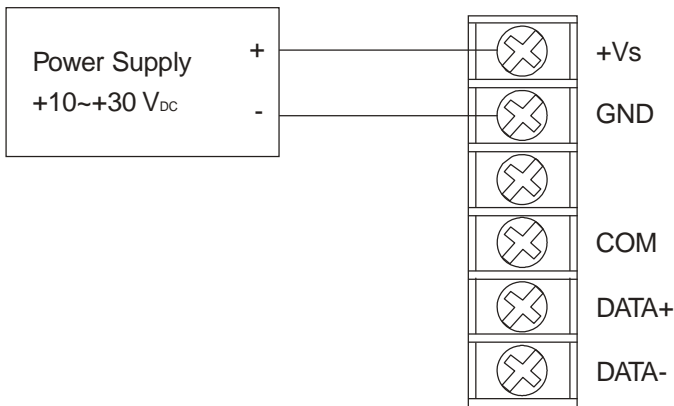 Power Supply
+10~+30 VDC
+
-
+Vs
GND
COM
DATA+
DATA-